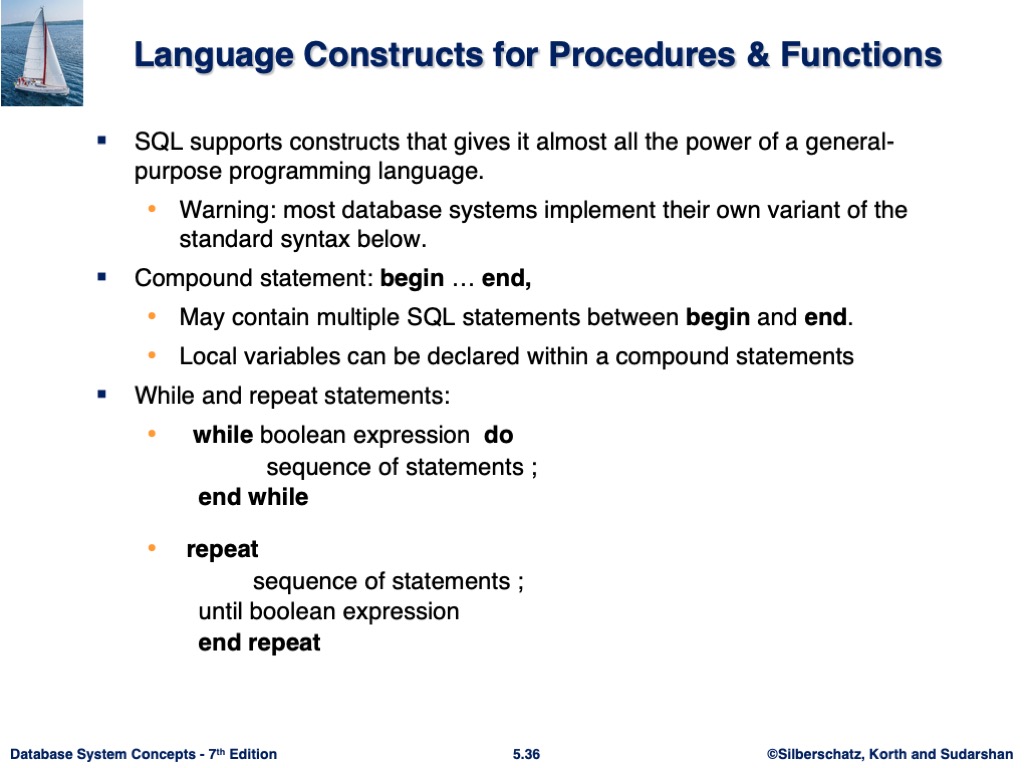 Language Constructs for Procedures & Functions
▪ SQL supports constructs that gives it almost all the power of a general-
purpose programming language.
• Warning: most database systems implement their own variant of the
standard syntax below.
▪ Compound statement: begin … end,
• May contain multiple SQL statements between begin and end.
• Local variables can be declared within a compound statements
▪ While and repeat statements:
• while boolean expression do
sequence of statements ;
end while
• repeat
sequence of statements ;
until boolean expression
end repeat
Database System Concepts - 7th Edition 5.36 ©Silberschatz, Korth and Sudarshan